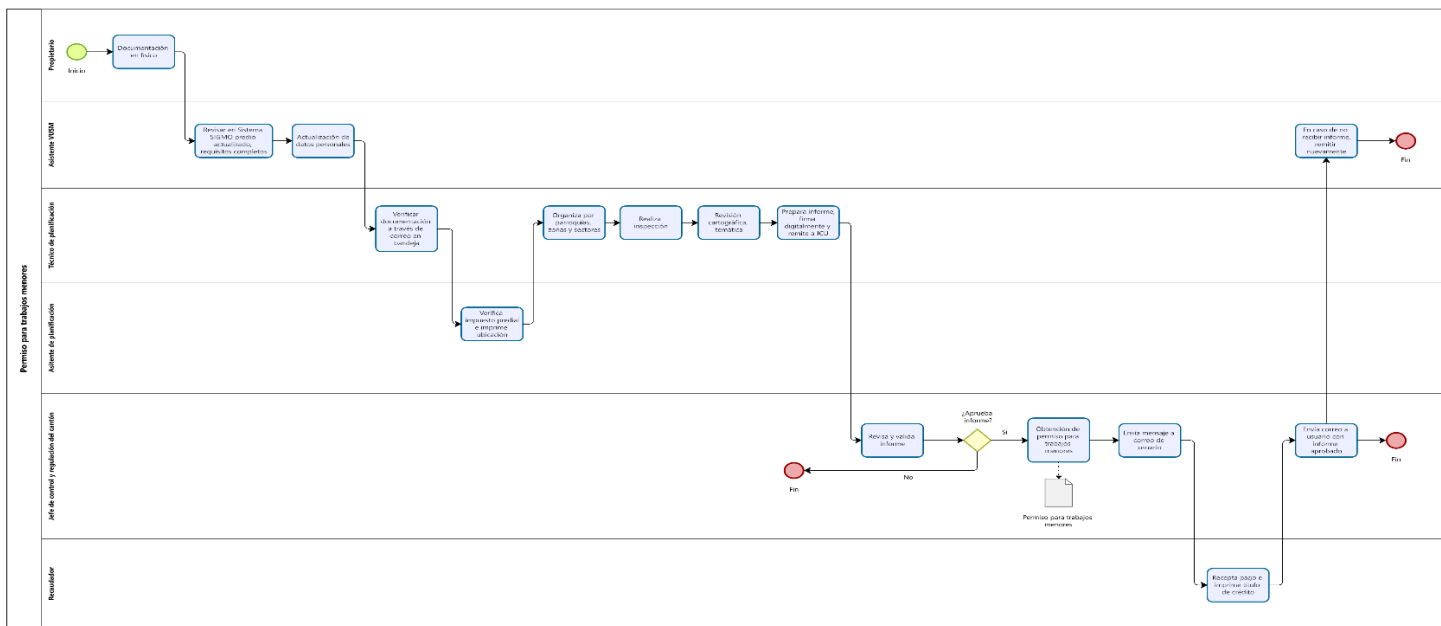 Permiso para trabajos menores
Propietario
Inicio
Documentación
en físico
Asistente VUSM
Revisar en Sistema
SIGMO predio
actualizado,
requisitos completos
Actualización de
datos personales
En caso de no
recibir informe,
remitir
nuevamente
Fin
Técnico de planificación
Verificar
documentación
a través de
correo en
bandeja
Organiza por
parroquias,
zonas y sectores
Realiza
inspección
Revisión
cartográfica,
temática
Prepara informe,
firma
digitalmente y
remite a JCU
Asitente de planificación
Verifica
impuesto predial
e imprime
ubicación
Jefe de control y regulación del cantón
Revisa y valida
informe
¿Aprueba
informe?
Si
No
Fin
Obtención de
permiso para
trabajos
menores
Permiso para trabajos
menores
Envía mensaje a
correo de
usuario
Envía correo a
usuario con
informe
aprobado
Fin
Recaudador
Recepta pago e
imprime título
de crédito